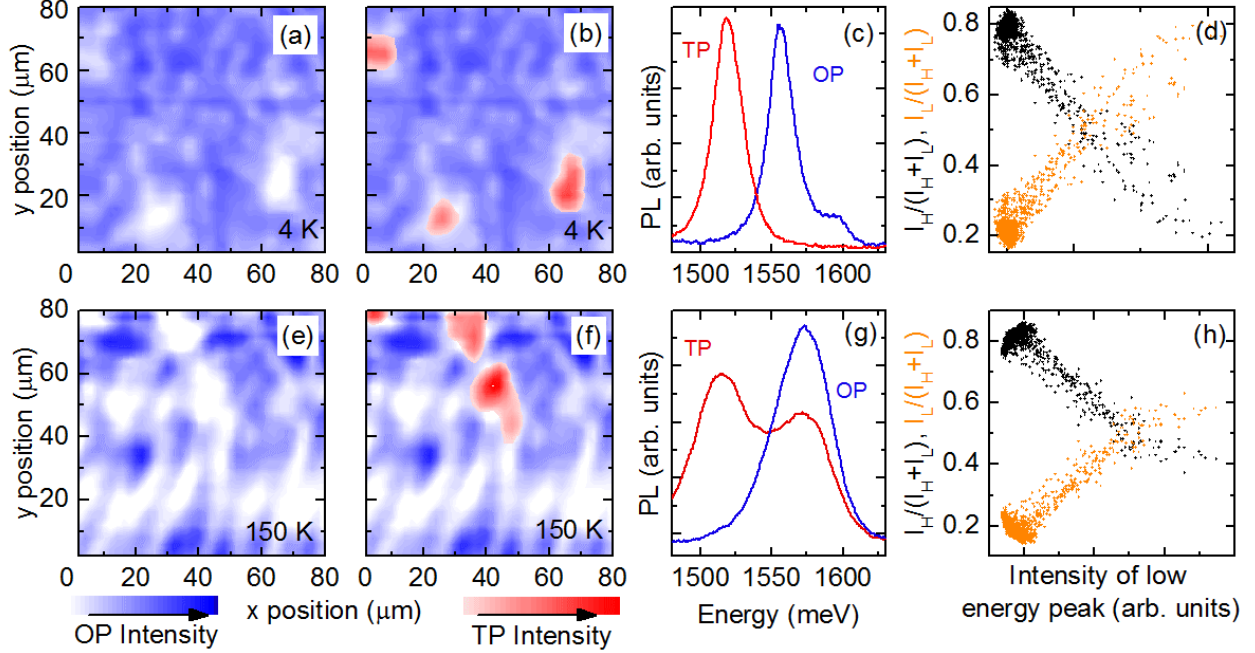 80
60
40
20
0
y position (μm)
(a)
4 K
0 20 40 60 80
(b)
4 K
0 20 40 60 80
(c)
TP
OP
PL (arb. units)
1500 1550 1600
(d)
I_H/(I_H+I_L), I_L/(I_H+I_L)
0.8
0.6
0.4
0.2
80
60
40
20
y position (μm)
(e)
150 K
0 20 40 60 80
(f)
150 K
0 20 40 60 80
(g)
TP
OP
PL (arb. units)
1500 1550 1600
Energy (meV)
(h)
I_H/(I_H+I_L), I_L/(I_H+I_L)
0.8
0.6
0.4
0.2
Intensity of low
energy peak (arb. units)
OP Intensity
x position (μm)
TP Intensity